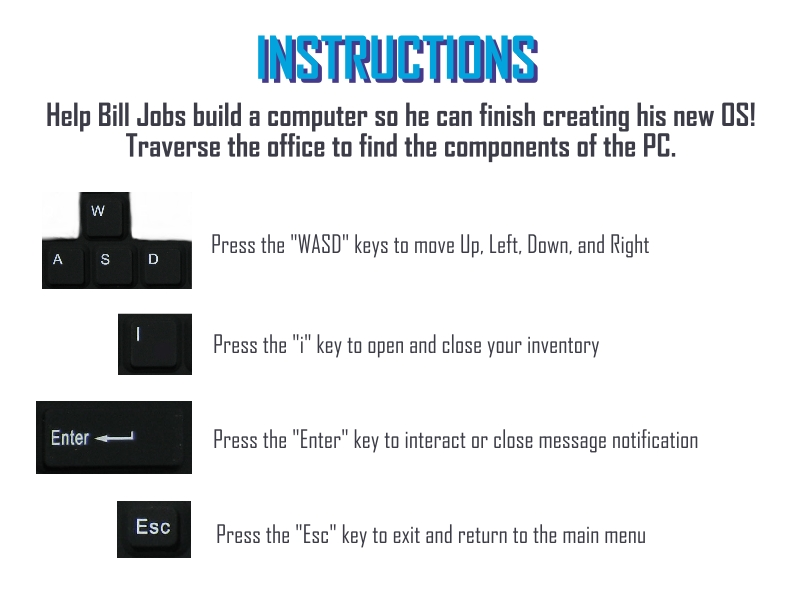 INSTRUCTIONS
Help Bill Jobs build a computer so he can finish creating his new OS!
Traverse the office to find the components of the PC.
W
A S D
Press the "WASD" keys to move Up, Left, Down, and Right
I
Press the "i" key to open and close your inventory
Enter
Press the "Enter" key to interact or close message notification
Esc
Press the "Esc" key to exit and return to the main menu